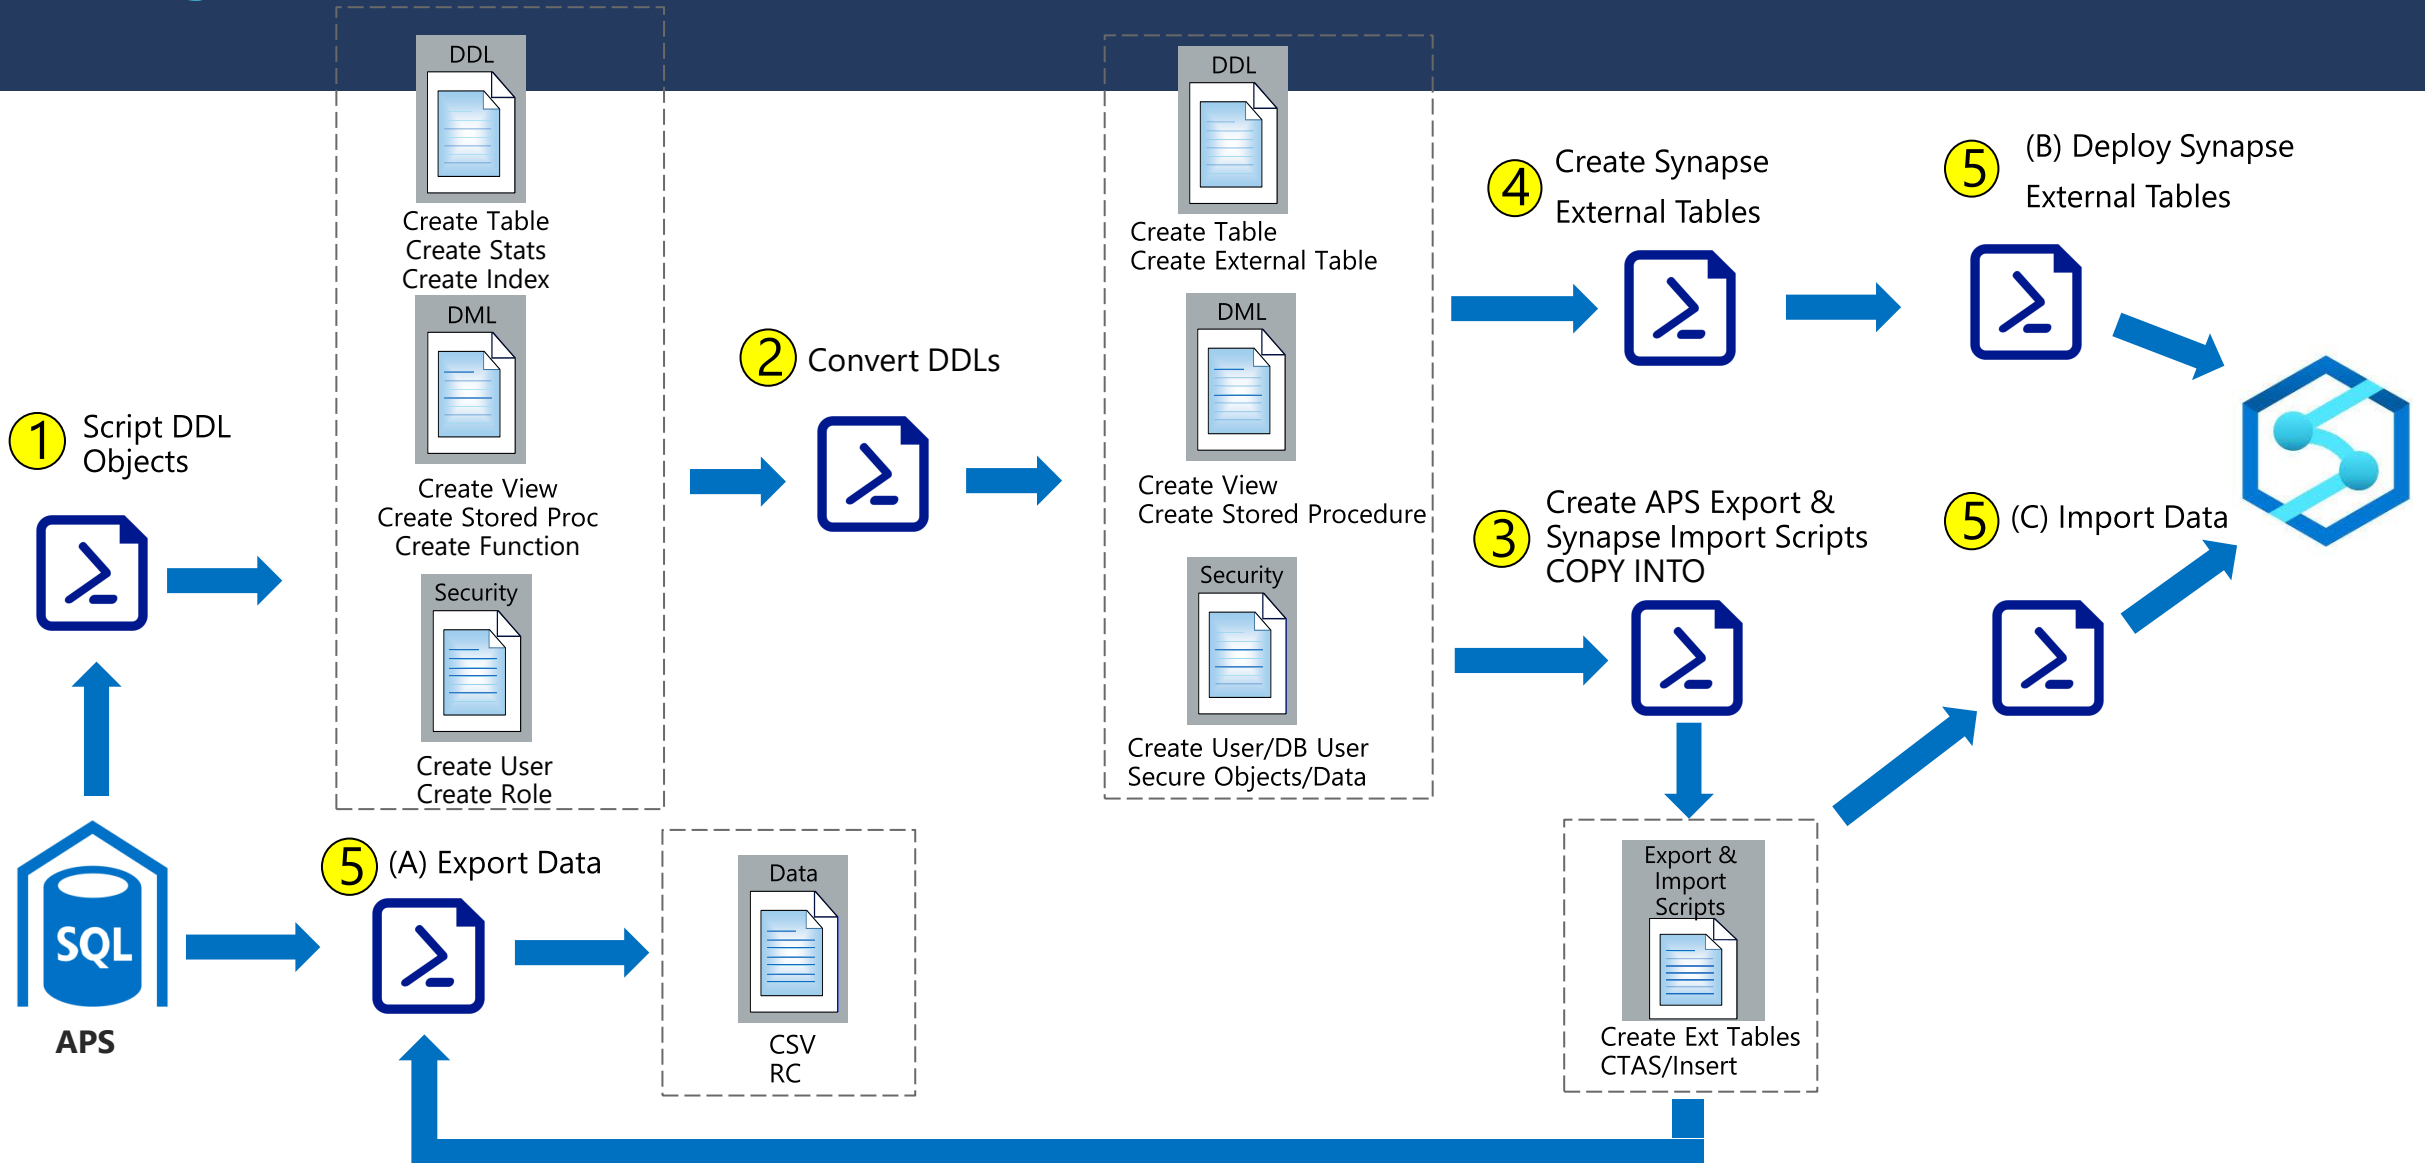 DDL
Create Table
Create Stats
Create Index
DML
Create View
Create Stored Proc
Create Function
Security
Create User
Create Role
1
Script DDL
Objects
SQL
APS
5
(A) Export Data
Data
CSV
RC
2
Convert DDLs
DDL
Create Table
Create External Table
DML
Create View
Create Stored Procedure
Security
Create User/DB User
Secure Objects/Data
4
Create Synapse
External Tables
3
Create APS Export &
Synapse Import Scripts
COPY INTO
Export &
Import
Scripts
Create Ext Tables
CTAS/Insert
5
(B) Deploy Synapse
External Tables
5
(C) Import Data